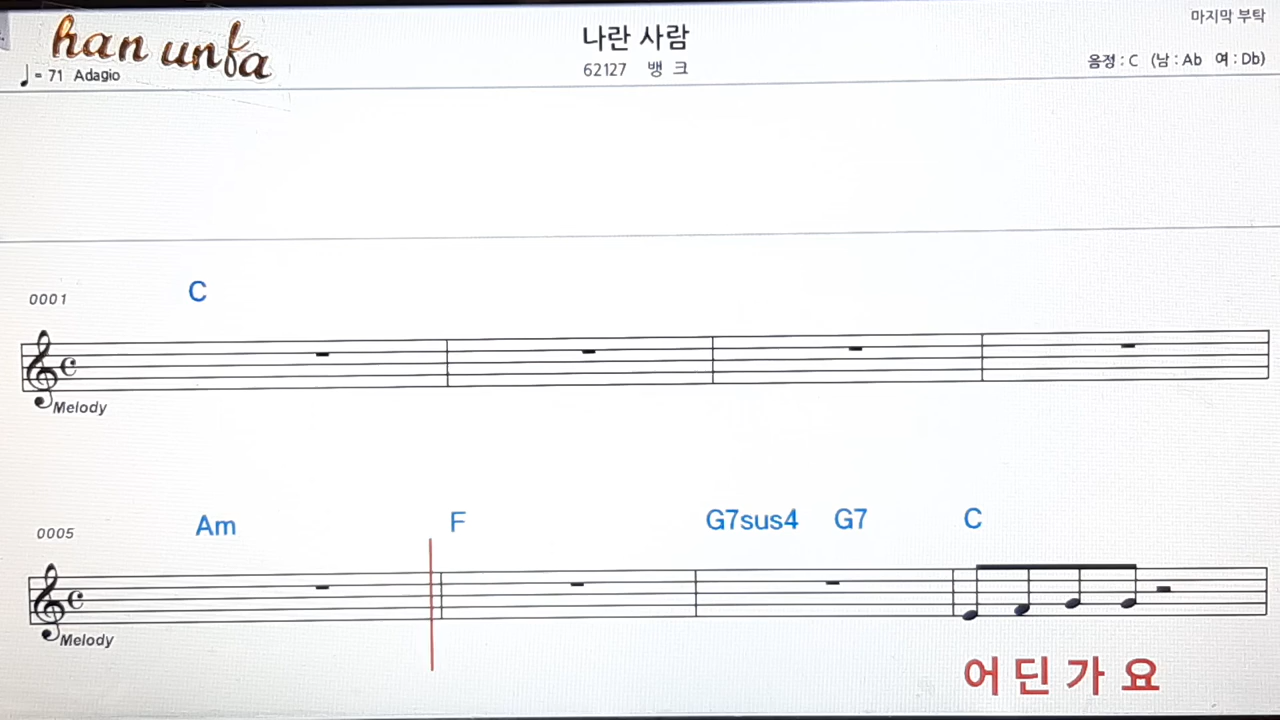 han unfa
나란 사람
마지막 부탁
= 71 Adagio
62127 뱅 크
음정 : C (남 : Ab 여 : Db)
0001
C
Melody
0005
Am F G7sus4 G7 C
Melody
어 딘 가 요